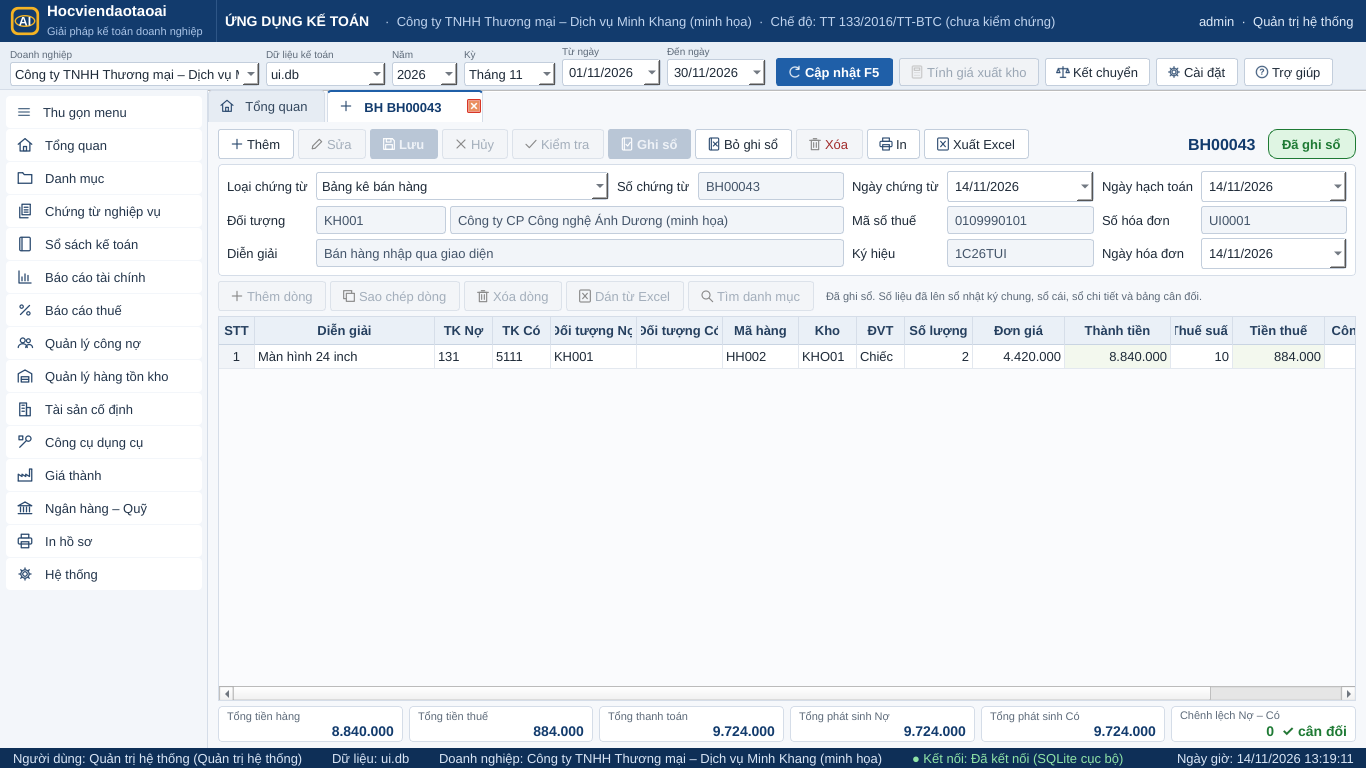 AI Hocviendaotaoai
Giải pháp kế toán doanh nghiệp
ỨNG DỤNG KẾ TOÁN · Công ty TNHH Thương mại – Dịch vụ Minh Khang (minh họa) · Chế độ: TT 133/2016/TT-BTC (chưa kiểm chứng)
admin · Quản trị hệ thống
Doanh nghiệp Dữ liệu kế toán Năm Kỳ Từ ngày Đến ngày
Công ty TNHH Thương mại – Dịch vụ ui.db 2026 Tháng 11 01/11/2026 30/11/2026 Cập nhật F5 Tính giá xuất kho Kết chuyển Cài đặt Trợ giúp
Thu gọn menu
Tổng quan
Danh mục
Chứng từ nghiệp vụ
Sổ sách kế toán
Báo cáo tài chính
Báo cáo thuế
Quản lý công nợ
Quản lý hàng tồn kho
Tài sản cố định
Công cụ dụng cụ
Giá thành
Ngân hàng – Quỹ
In hồ sơ
Hệ thống
Tổng quan BH BH00043
Thêm Sửa Lưu Hủy Kiểm tra Ghi sổ Bỏ ghi sổ Xóa In Xuất Excel BH00043 Đã ghi sổ
Loại chứng từ Bảng kê bán hàng Số chứng từ BH00043 Ngày chứng từ 14/11/2026 Ngày hạch toán 14/11/2026
Đối tượng KH001 Công ty CP Công nghệ Ánh Dương (minh họa) Mã số thuế 0109990101 Số hóa đơn UI0001
Diễn giải Bán hàng nhập qua giao diện Ký hiệu 1C26TUI Ngày hóa đơn 14/11/2026
Thêm dòng Sao chép dòng Xóa dòng Dán từ Excel Tìm danh mục Đã ghi sổ. Số liệu đã lên sổ nhật ký chung, sổ cái, sổ chi tiết và bảng cân đối.
STT Diễn giải TK Nợ TK Có Đối tượng Nợ Đối tượng Có Mã hàng Kho ĐVT Số lượng Đơn giá Thành tiền Thuế suấ Tiền thuế Côn
1 Màn hình 24 inch 131 5111 KH001 HH002 KHO01 Chiếc 2 4.420.000 8.840.000 10 884.000
Tổng tiền hàng Tổng tiền thuế Tổng thanh toán Tổng phát sinh Nợ Tổng phát sinh Có Chênh lệch Nợ – Có
8.840.000 884.000 9.724.000 9.724.000 9.724.000 0 ✓ cân đối
Người dùng: Quản trị hệ thống (Quản trị hệ thống) Dữ liệu: ui.db Doanh nghiệp: Công ty TNHH Thương mại – Dịch vụ Minh Khang (minh họa) ● Kết nối: Đã kết nối (SQLite cục bộ) Ngày giờ: 14/11/2026 13:19:11